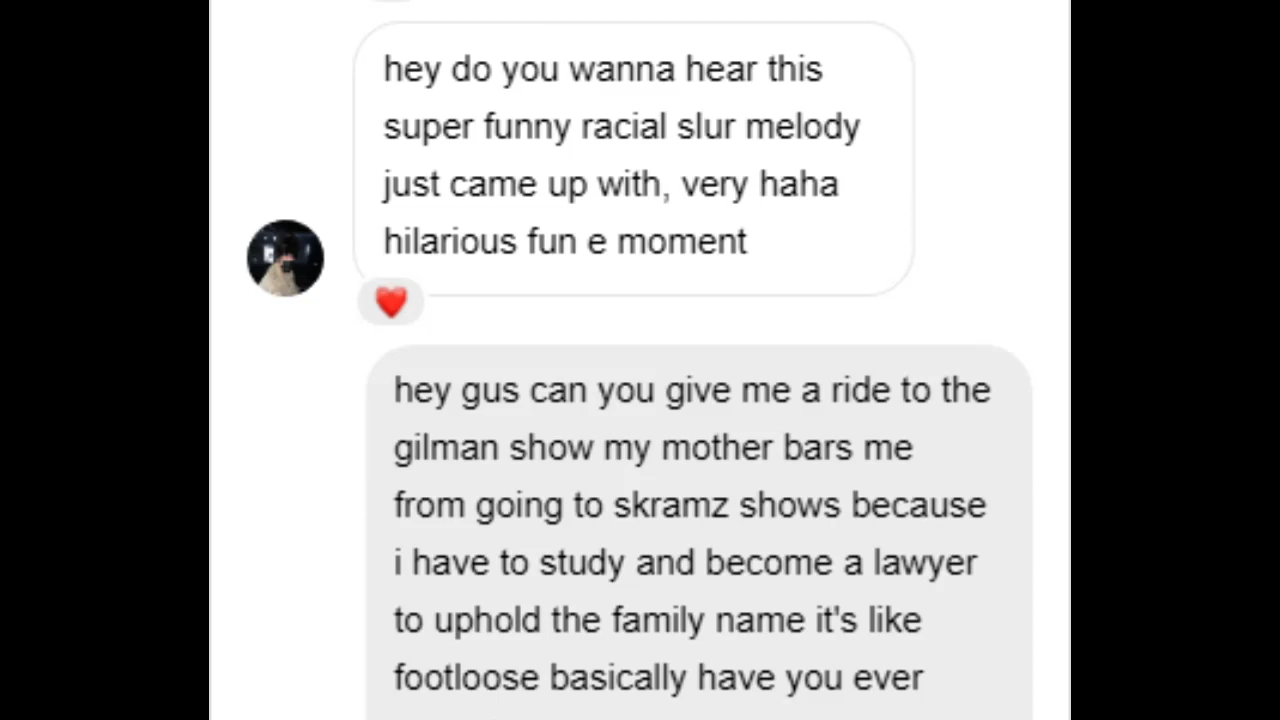 hey do you wanna hear this
super funny racial slur melody
just came up with, very haha
hilarious fun e moment
hey gus can you give me a ride to the
gilman show my mother bars me
from going to skramz shows because
i have to study and become a lawyer
to uphold the family name it's like
footloose basically have you ever